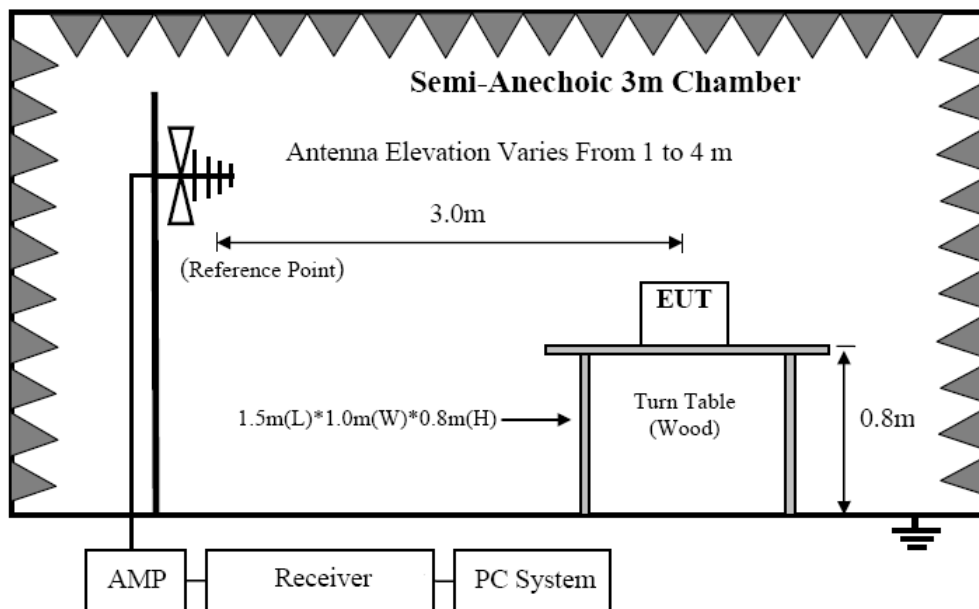 Semi-Anechoic 3m Chamber
Antenna Elevation Varies From 1 to 4 m
3.0m
(Reference Point)
EUT
1.5m(L)*1.0m(W)*0.8m(H)
Turn Table
(Wood)
0.8m
AMP
Receiver
PC System